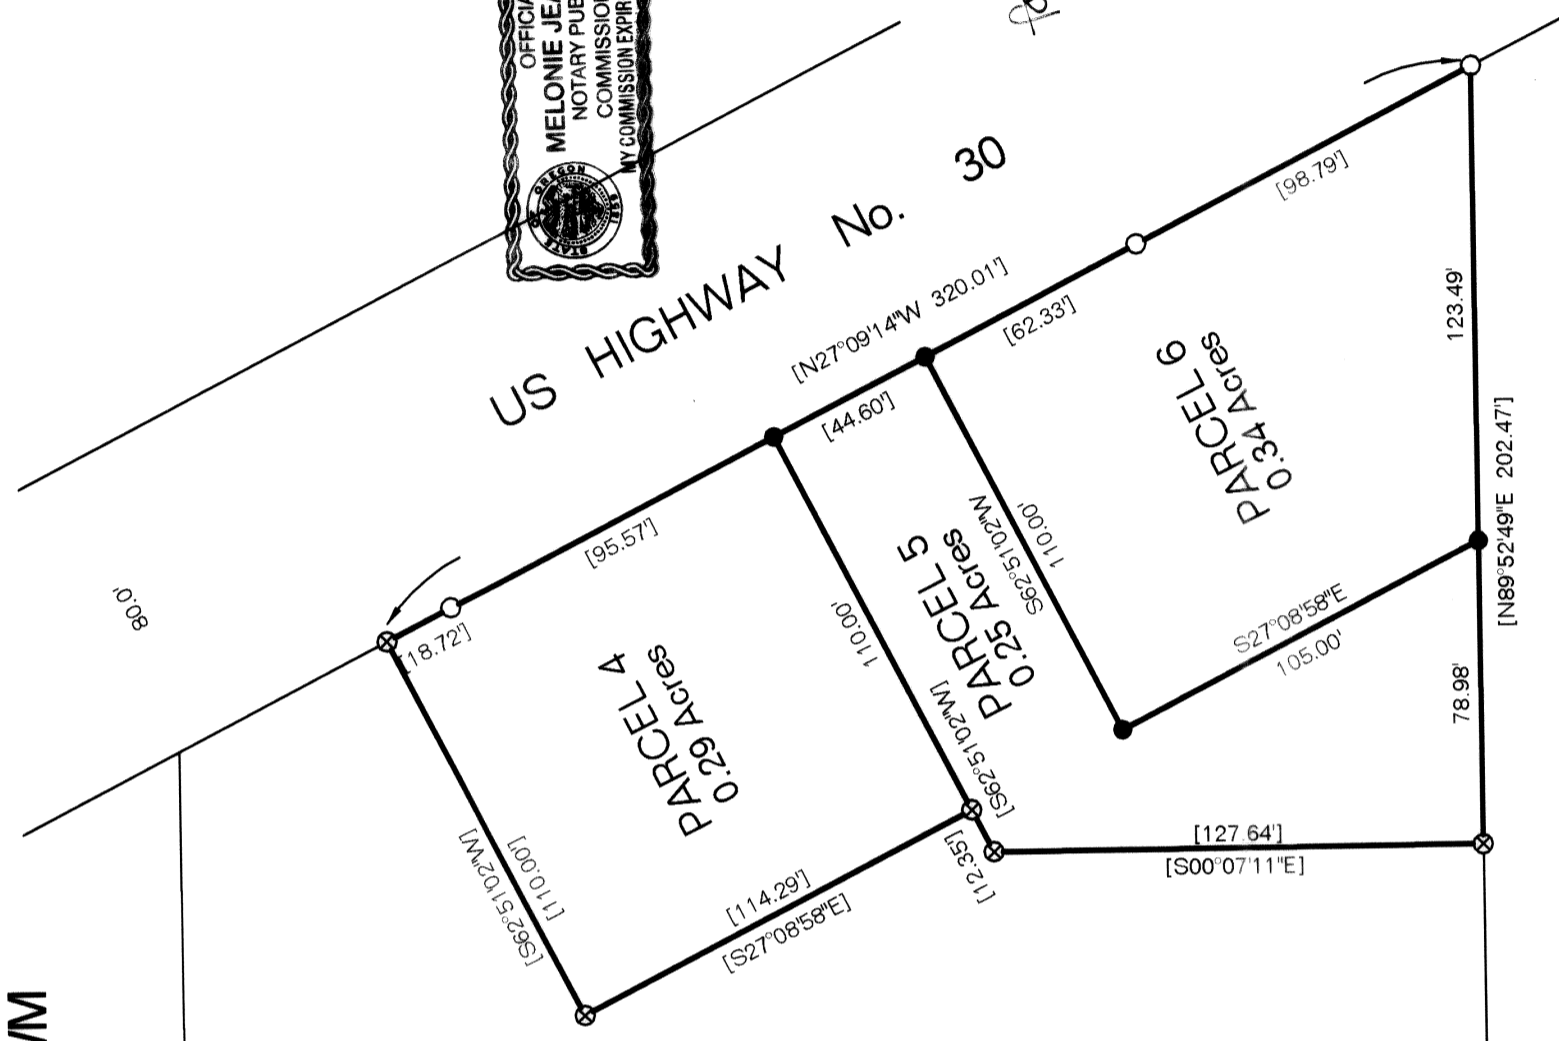 OFFICIA
MELONIE JEA
NOTARY PUB
COMMISSIO
MY COMMISSION EXPIR
STATE OF OREGON
1859
US HIGHWAY No. 30
[N27°09'14"W 320.01']
[98.79']
[62.33']
[44.60']
[95.57']
[18.72']
80.0'
123.49'
[N89°52'49"E 202.47']
78.98'
PARCEL 6
0.34 Acres
S62°51'02"W
110.00'
S27°08'58"E
105.00'
PARCEL 5
0.25 Acres
110.00'
[S62°51'02"W]
[12.35']
[127.64']
[S00°07'11"E]
PARCEL 4
0.29 Acres
[S62°51'02"W]
[110.00']
[114.29']
[S27°08'58"E]